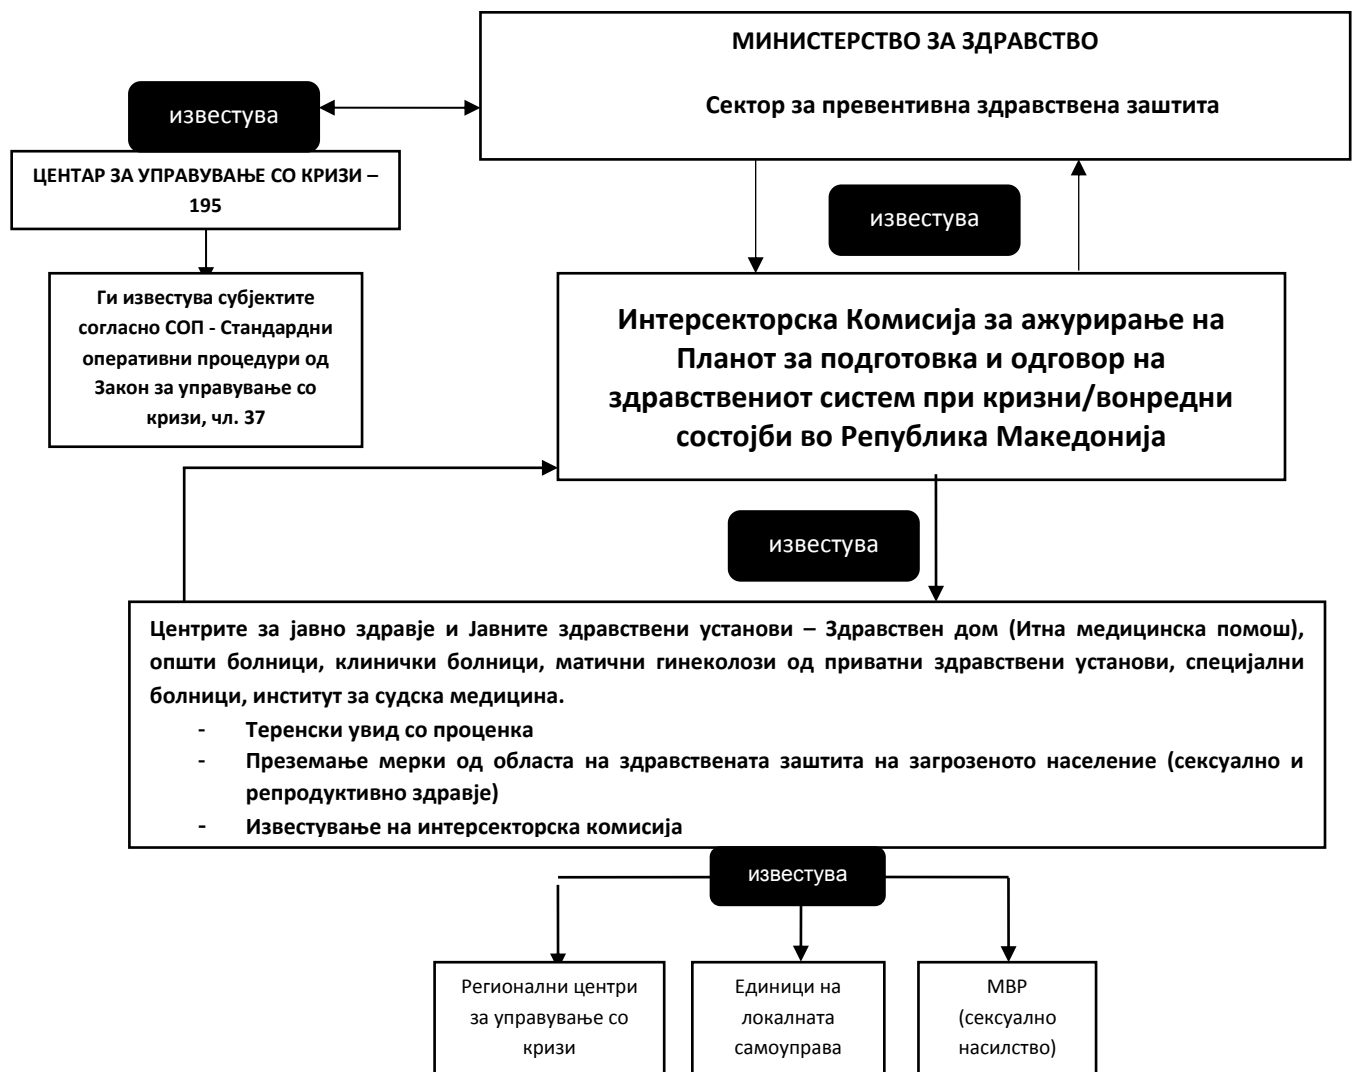 МИНИСТЕРСТВО ЗА ЗДРАВСТВО
Сектор за превентивна здравствена заштита
известува
ЦЕНТАР ЗА УПРАВУВАЊЕ СО КРИЗИ –
195
известува
Ги известува субјектите
согласно СОП - Стандардни
оперативни процедури од
Закон за управување со
кризи, чл. 37
Интерсекторска Комисија за ажурирање на
Планот за подготовка и одговор на
здравствениот систем при кризни/вонредни
состојби во Република Македонија
известува
Центрите за јавно здравје и Јавните здравствени установи – Здравствен дом (Итна медицинска помош),
општи болници, клинички болници, матични гинеколози од приватни здравствени установи, специјални
болници, институт за судска медицина.
- Теренски увид со проценка
- Преземање мерки од областа на здравствената заштита на загрозеното население (сексуално и
репродуктивно здравје)
- Известување на интерсекторска комисија
известува
Регионални центри
за управување со
кризи
Единици на
локалната
самоуправа
МВР
(сексуално
насилство)